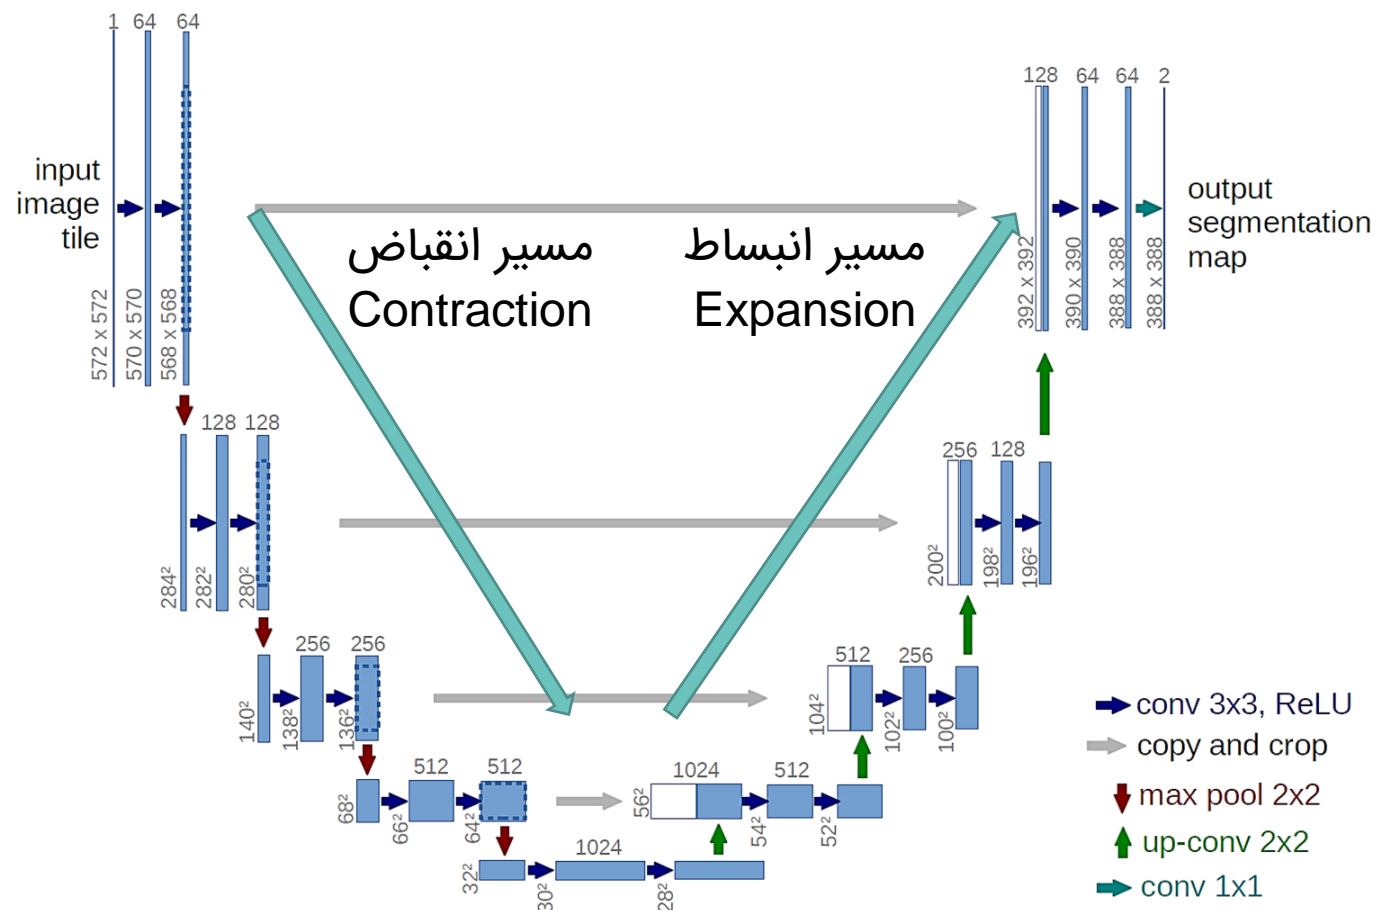 1 64 64
input
image
tile
572 x 572
570 x 570
568 x 568
128 64 64 2
output
segmentation
map
392 x 392
390 x 390
388 x 388
388 x 388
مسیر انقباض
Contraction
مسیر انبساط
Expansion
128 128
284²
282²
280²
256 128
200²
198²
196²
256 256
140²
138²
136²
512 256
104²
102²
100²
512 512
68²
66²
64²
1024 512
56²
54²
52²
1024
32²
30²
28²
conv 3x3, ReLU
copy and crop
max pool 2x2
up-conv 2x2
conv 1x1